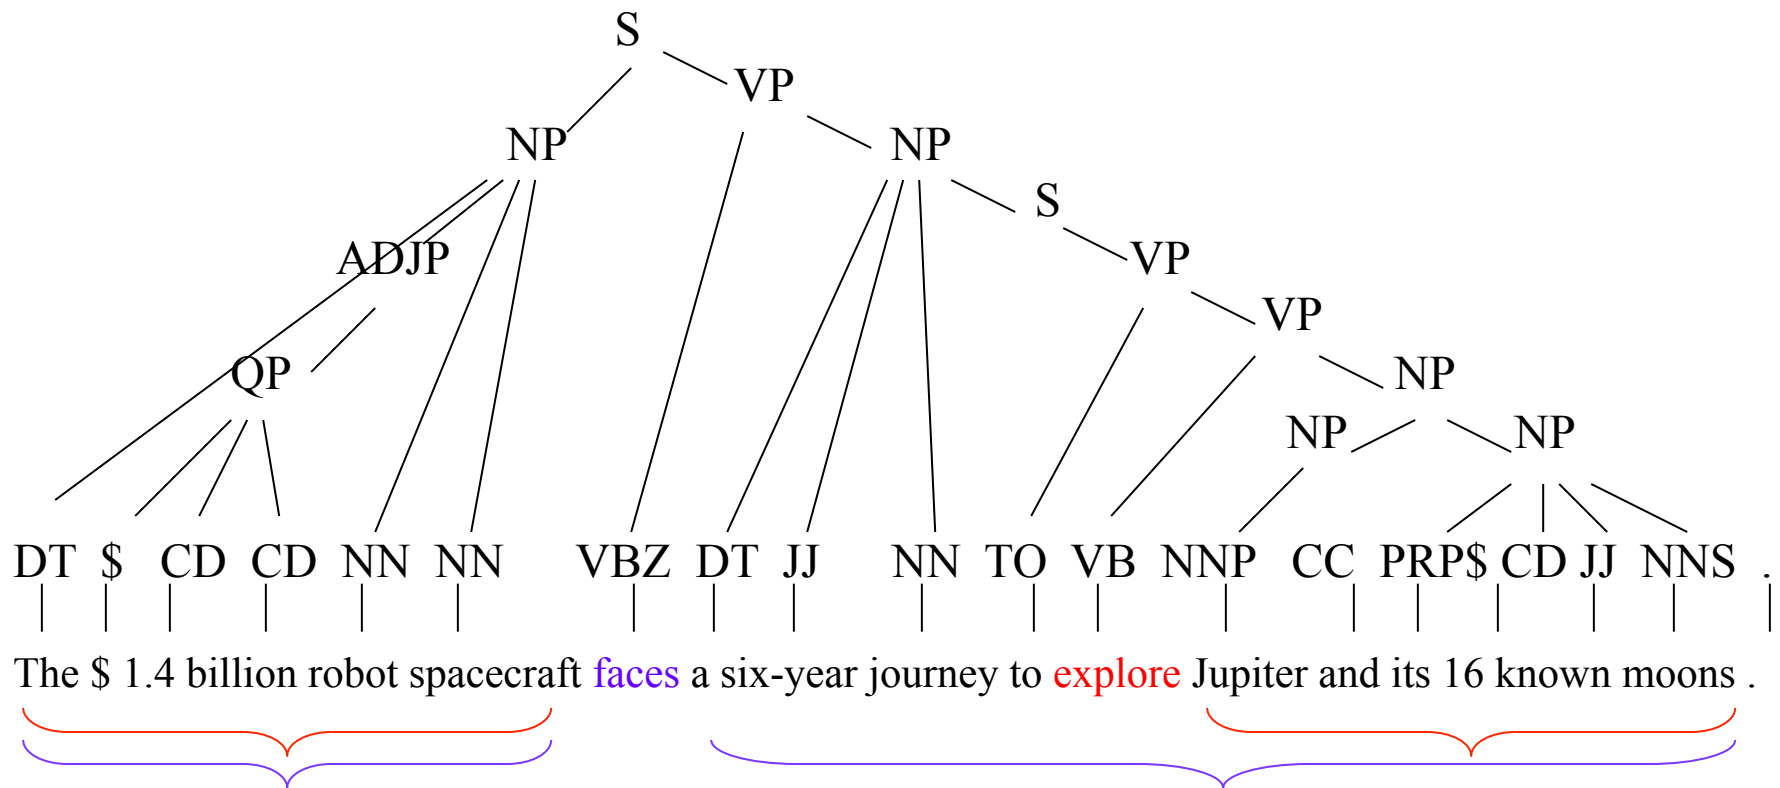 S
VP
NP NP
S
ADJP VP
VP
QP NP
NP NP
DT $ CD CD NN NN VBZ DT JJ NN TO VB NNP CC PRP$ CD JJ NNS .
The $ 1.4 billion robot spacecraft faces a six-year journey to explore Jupiter and its 16 known moons .